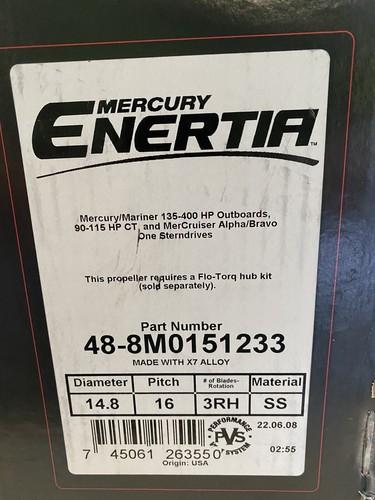 MERCURY
ENERTIA™
Mercury/Mariner 135-400 HP Outboards,
90-115 HP CT, and MerCruiser Alpha/Bravo
One Sterndrives
This propeller requires a Flo-Torq hub kit
(sold separately).
Part Number
48-8M0151233
MADE WITH X7 ALLOY
Diameter Pitch # of Blades-Rotation Material
14.8 16 3RH SS
PERFORMANCE PVS SYSTEM
22.06.08
02:55
7 45061 26355 0
Origin: USA